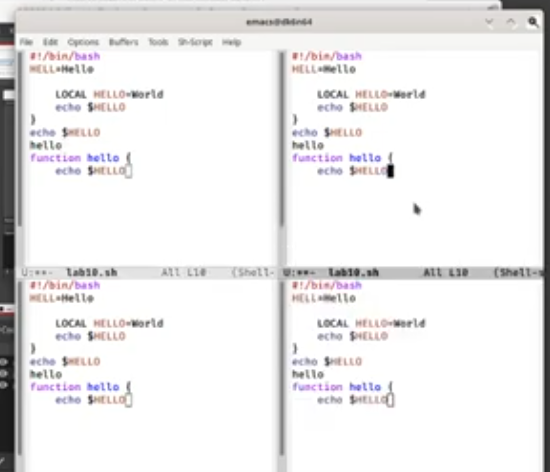 emacs@dk6n64
File Edit Options Buffers Tools Sh-Script Help
#!/bin/bash
HELL=Hello
LOCAL HELLO=World
echo $HELLO
}
echo $HELLO
hello
function hello {
echo $HELLO
U:**- lab10.sh All L10 (Shell-
#!/bin/bash
HELL=Hello
LOCAL HELLO=World
echo $HELLO
}
echo $HELLO
hello
function hello {
echo $HELLO
U:**- lab10.sh All L10 (Shell-s
#!/bin/bash
HELL=Hello
LOCAL HELLO=World
echo $HELLO
}
echo $HELLO
hello
function hello {
echo $HELLO
#!/bin/bash
HELL=Hello
LOCAL HELLO=World
echo $HELLO
}
echo $HELLO
hello
function hello {
echo $HELLO